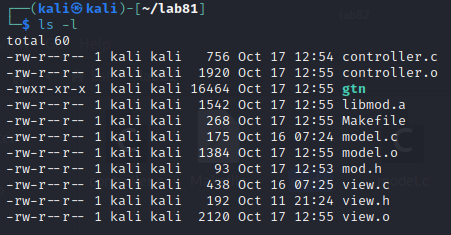 ┌──(kali㉿kali)-[~/lab81]
└─$ ls -l
total 60
-rw-r--r-- 1 kali kali   756 Oct 17 12:54 controller.c
-rw-r--r-- 1 kali kali  1920 Oct 17 12:55 controller.o
-rwxr-xr-x 1 kali kali 16464 Oct 17 12:55 gtn
-rw-r--r-- 1 kali kali  1542 Oct 17 12:55 libmod.a
-rw-r--r-- 1 kali kali   268 Oct 17 12:55 Makefile
-rw-r--r-- 1 kali kali   175 Oct 16 07:24 model.c
-rw-r--r-- 1 kali kali  1384 Oct 17 12:55 model.o
-rw-r--r-- 1 kali kali    93 Oct 17 12:53 mod.h
-rw-r--r-- 1 kali kali   438 Oct 16 07:25 view.c
-rw-r--r-- 1 kali kali   192 Oct 11 21:24 view.h
-rw-r--r-- 1 kali kali  2120 Oct 17 12:55 view.o